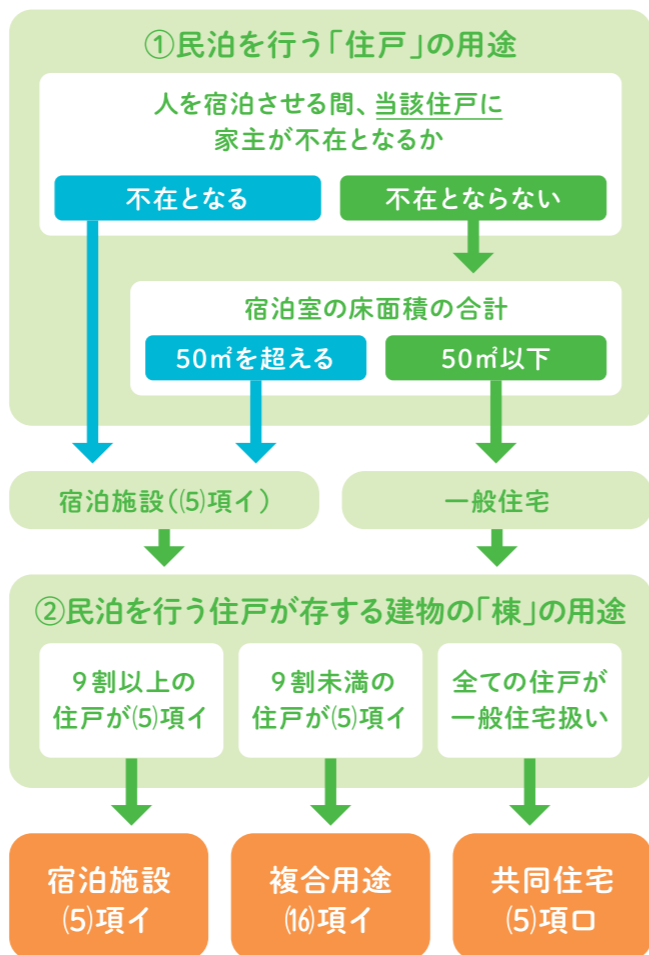 ①民泊を行う「住戸」の用途
人を宿泊させる間、当該住戸に
家主が不在となるか
不在となる
不在とならない
宿泊室の床面積の合計
50㎡を超える
50㎡以下
宿泊施設(⑸項イ)
一般住宅
②民泊を行う住戸が存する建物の「棟」の用途
9割以上の
住戸が⑸項イ
9割未満の
住戸が⑸項イ
全ての住戸が
一般住宅扱い
宿泊施設
⑸項イ
複合用途
⒃項イ
共同住宅
⑸項ロ